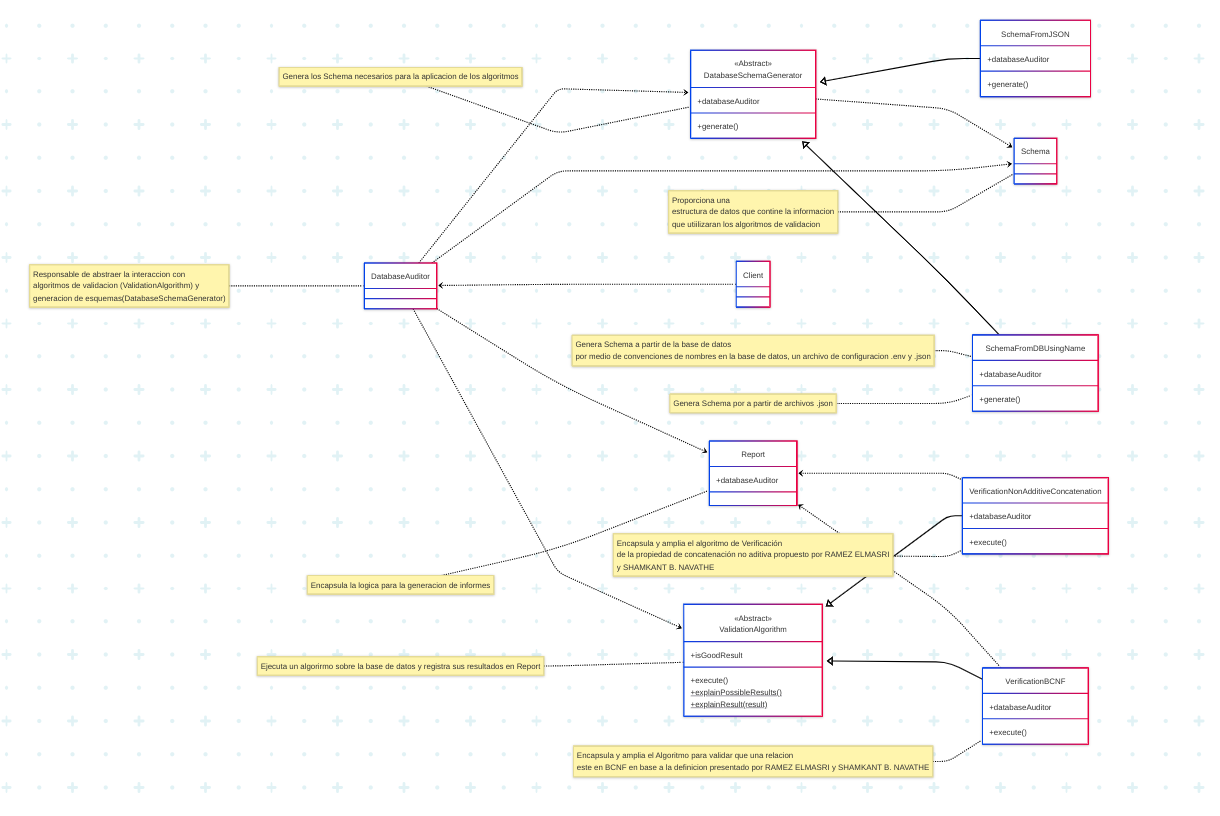 SchemaFromJSON
+databaseAuditor
+generate()
«Abstract»
DatabaseSchemaGenerator
+databaseAuditor
+generate()
Genera los Schema necesarios para la aplicacion de los algoritmos
Schema
Proporciona una
estructura de datos que contine la informacion
que utiilizaran los algoritmos de validacion
Responsable de abstraer la interaccion con
algoritmos de validacion (ValidationAlgorithm) y
generacion de esquemas(DatabaseSchemaGenerator)
DatabaseAuditor
Client
Genera Schema a partir de la base de datos
por medio de convenciones de nombres en la base de datos, un archivo de configuracion .env y .json
SchemaFromDBUsingName
+databaseAuditor
+generate()
Genera Schema por a partir de archivos .json
Report
+databaseAuditor
VerificationNonAdditiveConcatenation
+databaseAuditor
+execute()
Encapsula y amplia el algoritmo de Verificación
de la propiedad de concatenación no aditiva propuesto por RAMEZ ELMASRI
y SHAMKANT B. NAVATHE
Encapsula la logica para la generacion de informes
«Abstract»
ValidationAlgorithm
+isGoodResult
+execute()
+explainPossibleResults()
+explainResult(result)
Ejecuta un algorirmo sobre la base de datos y registra sus resultados en Report
VerificationBCNF
+databaseAuditor
+execute()
Encapsula y amplia el Algoritmo para validar que una relacion
este en BCNF en base a la definicion presentado por RAMEZ ELMASRI y SHAMKANT B. NAVATHE